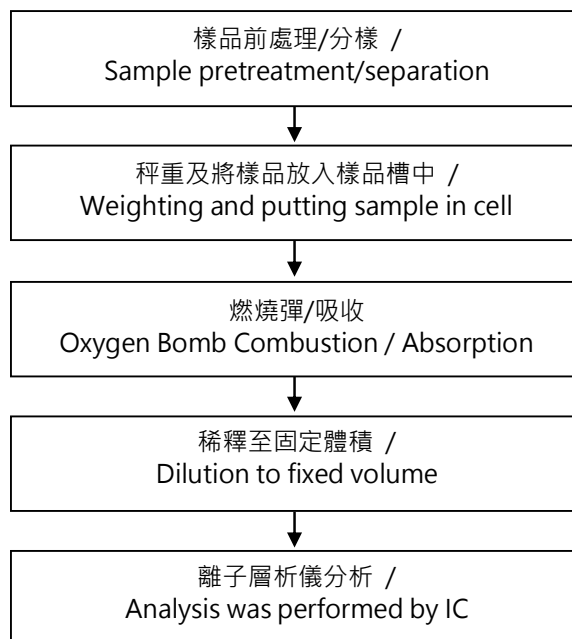 樣品前處理/分樣 /
Sample pretreatment/separation
秤重及將樣品放入樣品槽中 /
Weighting and putting sample in cell
燃燒彈/吸收
Oxygen Bomb Combustion / Absorption
稀釋至固定體積 /
Dilution to fixed volume
離子層析儀分析 /
Analysis was performed by IC